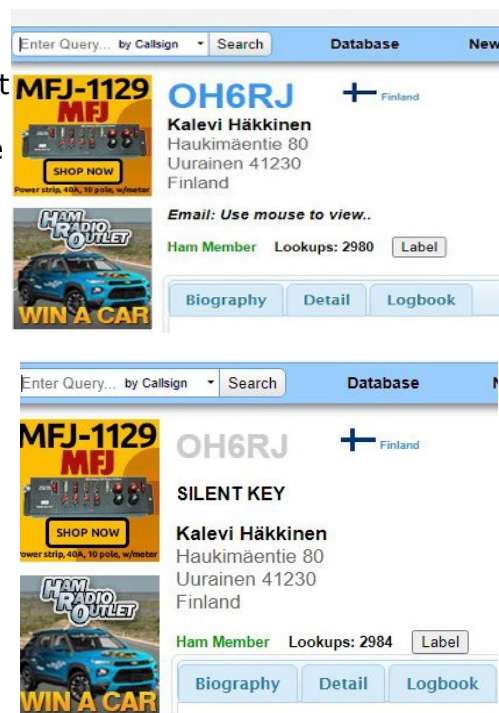 Enter Query... by Callsign Search Database New
t
MFJ-1129
MFJ
SHOP NOW
Power strip, 40A, 10 pole, w/meter
e
OH6RJ Finland
Kalevi Häkkinen
Haukimäentie 80
Uurainen 41230
Finland
Email: Use mouse to view..
Ham Member Lookups: 2980 Label
HAM RADIO OUTLET
WIN A CAR
Biography Detail Logbook
Enter Query... by Callsign Search Database N
MFJ-1129
MFJ
SHOP NOW
ower strip, 40A, 10 pole, w/meter
OH6RJ Finland
SILENT KEY
Kalevi Häkkinen
Haukimäentie 80
Uurainen 41230
Finland
Ham Member Lookups: 2984 Label
HAM RADIO OUTLET
WIN A CAR
Biography Detail Logbook